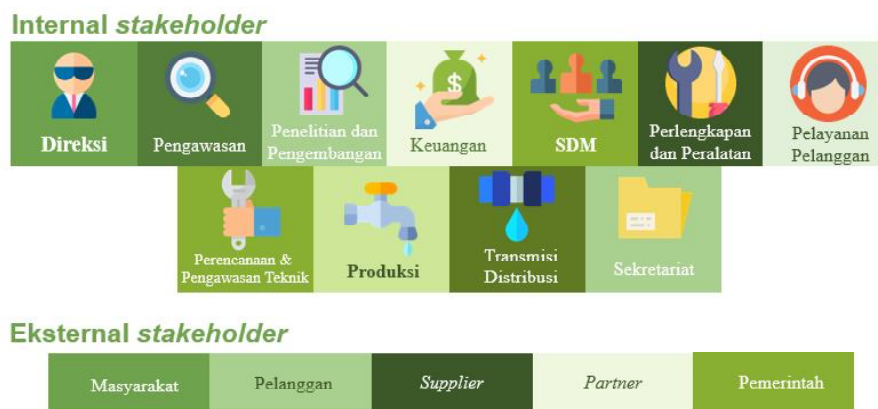 Internal stakeholder
Direksi
Pengawasan
Penelitian dan
Pengembangan
$
Keuangan
SDM
Perlengkapan
dan Peralatan
Pelayanan
Pelanggan
Perencanaan &
Pengawasan Teknik
Produksi
Transmisi
Distribusi
Sekretariat
Eksternal stakeholder
Masyarakat
Pelanggan
Supplier
Partner
Pemerintah